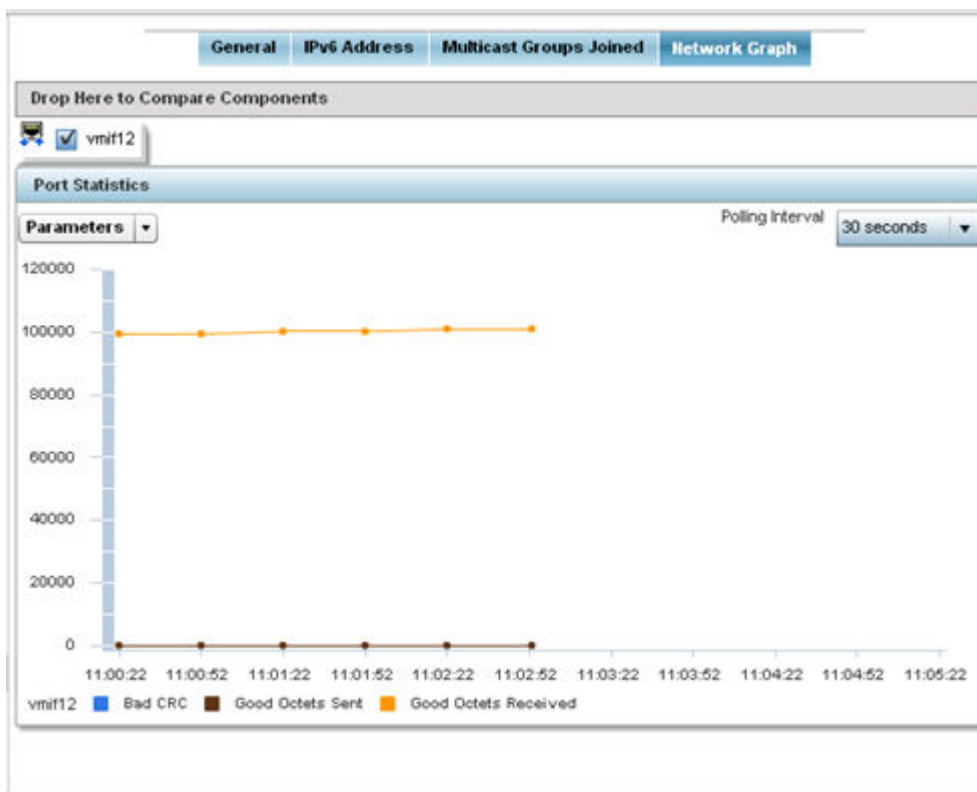 General IPv6 Address Multicast Groups Joined Network Graph
Drop Here to Compare Components
vmif12
Port Statistics
Parameters
Polling Interval 30 seconds
120000
100000
80000
60000
40000
20000
0
11:00:22 11:00:52 11:01:22 11:01:52 11:02:22 11:02:52 11:03:22 11:03:52 11:04:22 11:04:52 11:05:22
vmif12 Bad CRC Good Octets Sent Good Octets Received